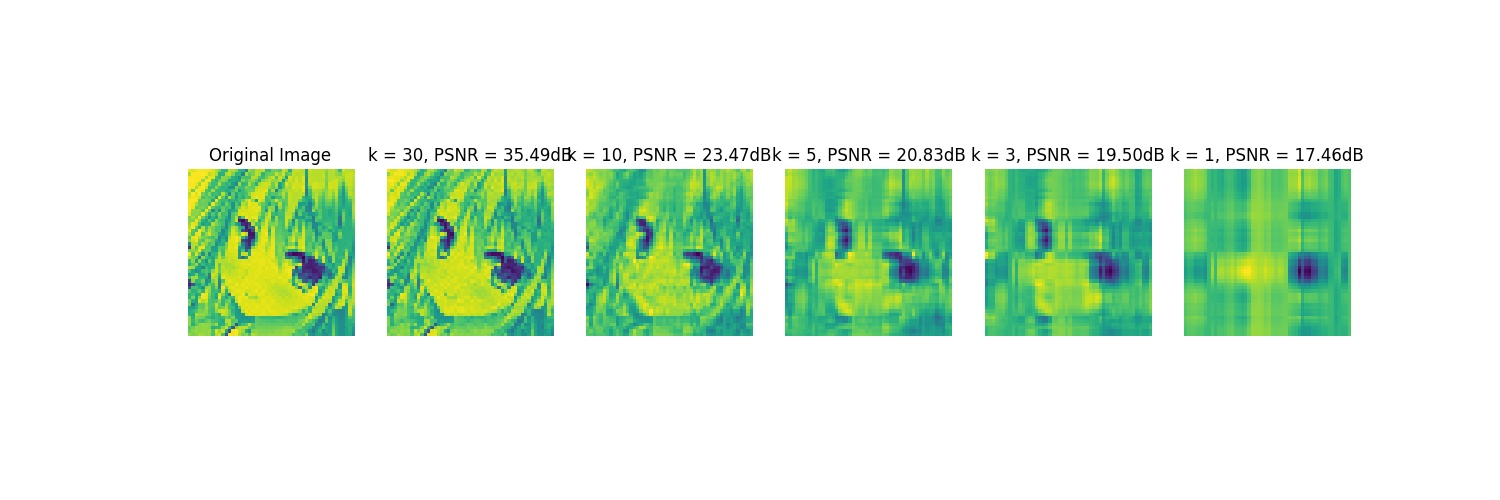 Original Image
k = 30, PSNR = 35.49dB
k = 10, PSNR = 23.47dB
k = 5, PSNR = 20.83dB
k = 3, PSNR = 19.50dB
k = 1, PSNR = 17.46dB